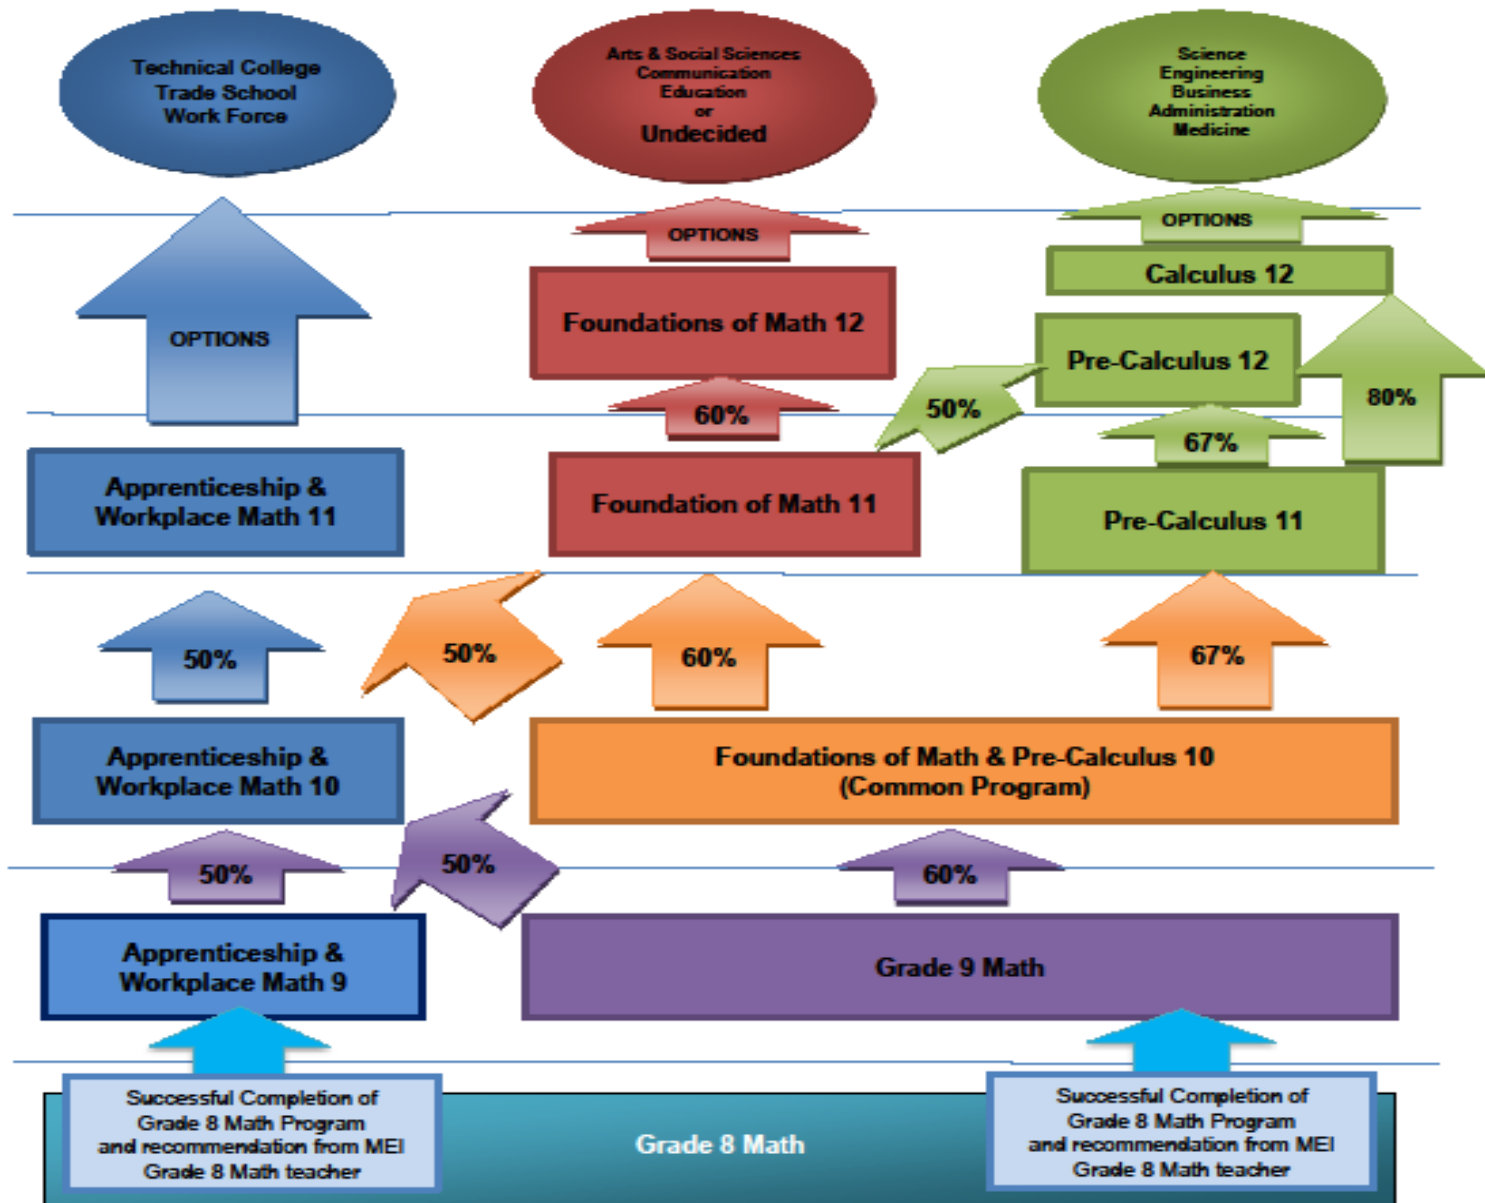 Technical College
Trade School
Work Force
Arts & Social Sciences
Communication
Education
or
Undecided
Science
Engineering
Business
Administration
Medicine
OPTIONS
OPTIONS
OPTIONS
Calculus 12
Foundations of Math 12
Pre-Calculus 12
80%
60%
50%
67%
Apprenticeship &
Workplace Math 11
Foundation of Math 11
Pre-Calculus 11
50%
50%
60%
67%
Apprenticeship &
Workplace Math 10
Foundations of Math & Pre-Calculus 10
(Common Program)
50%
50%
60%
Apprenticeship &
Workplace Math 9
Grade 9 Math
Successful Completion of
Grade 8 Math Program
and recommendation from MEI
Grade 8 Math teacher
Grade 8 Math
Successful Completion of
Grade 8 Math Program
and recommendation from MEI
Grade 8 Math teacher